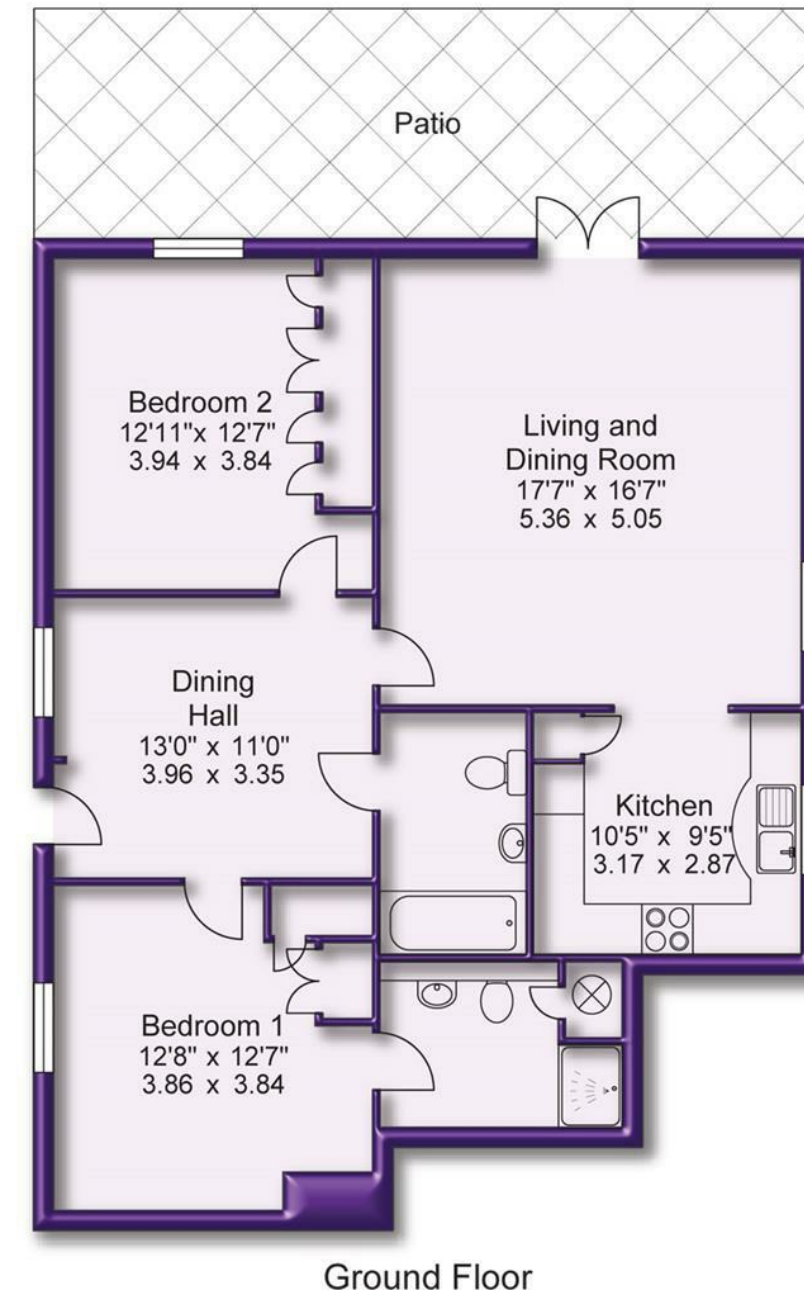 Patio
Bedroom 2
12'11"x 12'7"
3.94 x 3.84
Living and
Dining Room
17'7" x 16'7"
5.36 x 5.05
Dining
Hall
13'0" x 11'0"
3.96 x 3.35
Kitchen
10'5" x 9'5"
3.17 x 2.87
Bedroom 1
12'8" x 12'7"
3.86 x 3.84
Ground Floor